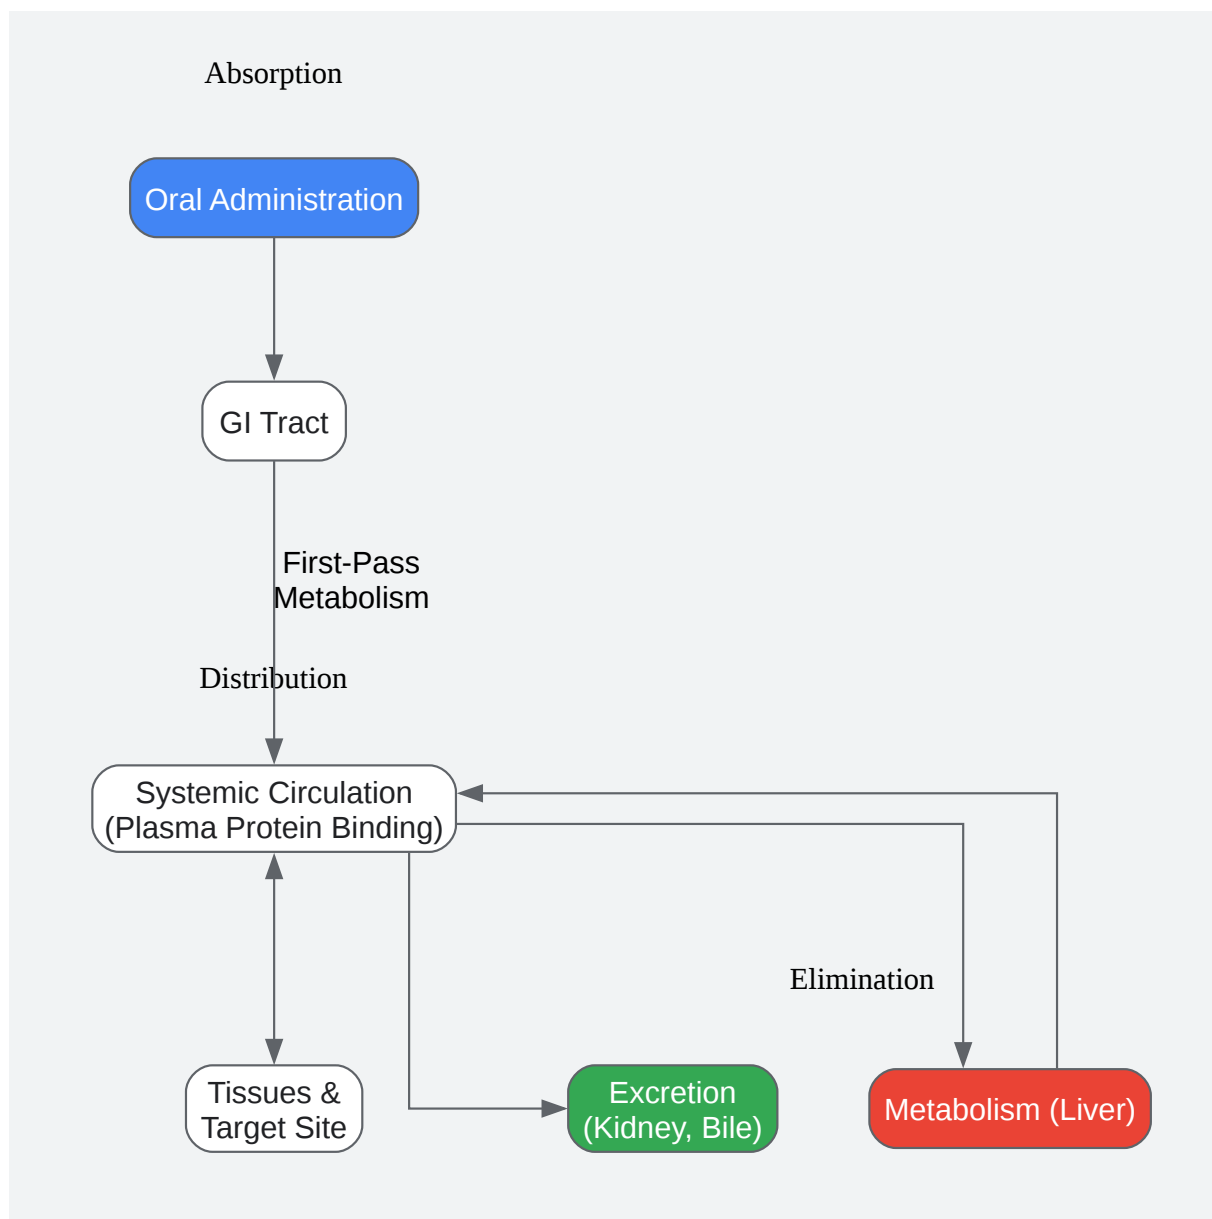 Absorption
Oral Administration
GI Tract
First-Pass
Metabolism
Distribution
Systemic Circulation
(Plasma Protein Binding)
Elimination
Tissues &
Target Site
Excretion
(Kidney, Bile)
Metabolism (Liver)